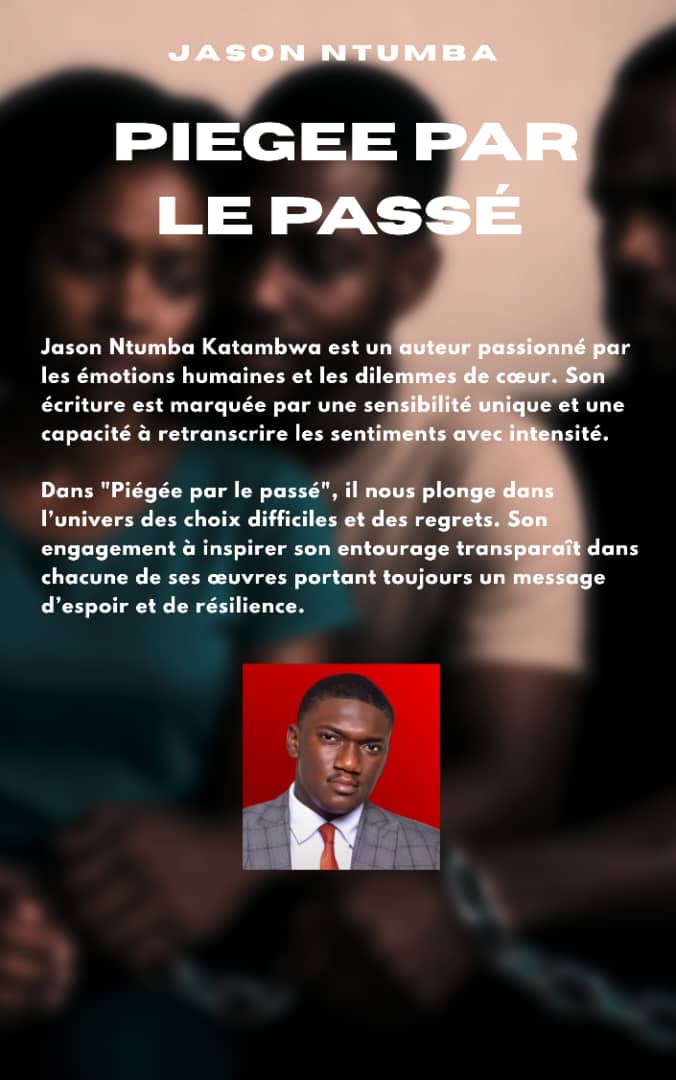 JASON NTUMBA
PIEGEE PAR
LE PASSÉ
Jason Ntumba Katambwa est un auteur passionné par
les émotions humaines et les dilemmes de cœur. Son
écriture est marquée par une sensibilité unique et une
capacité à retranscrire les sentiments avec intensité.
Dans "Piégée par le passé", il nous plonge dans
l’univers des choix difficiles et des regrets. Son
engagement à inspirer son entourage transparaît dans
chacune de ses œuvres portant toujours un message
d’espoir et de résilience.